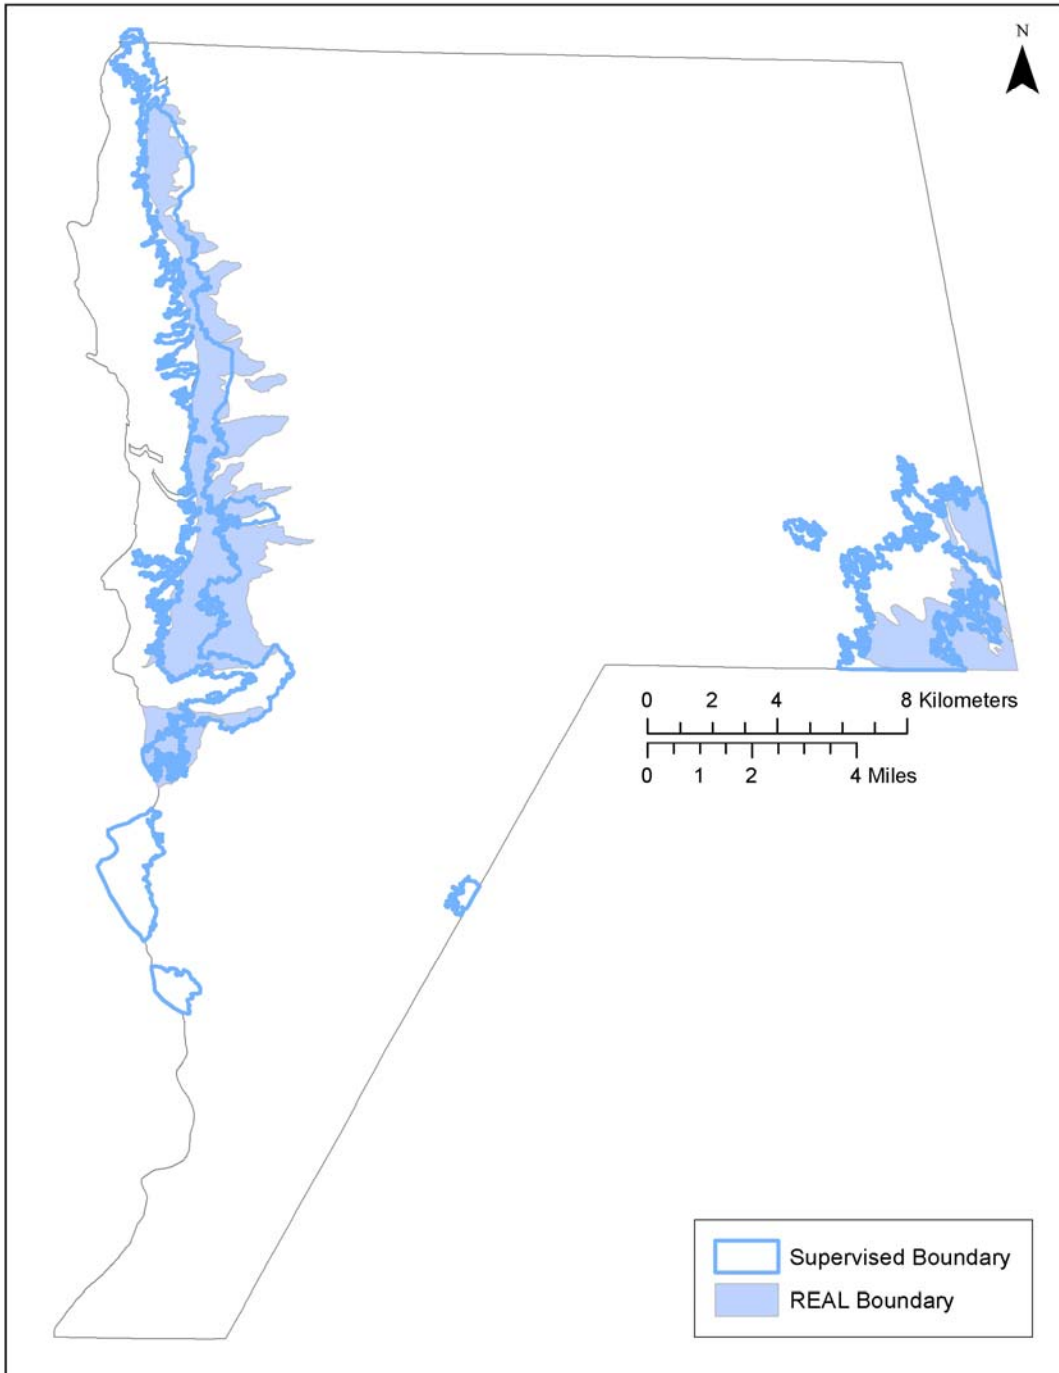 N
0 2 4 8 Kilometers
0 1 2 4 Miles
Supervised Boundary
REAL Boundary